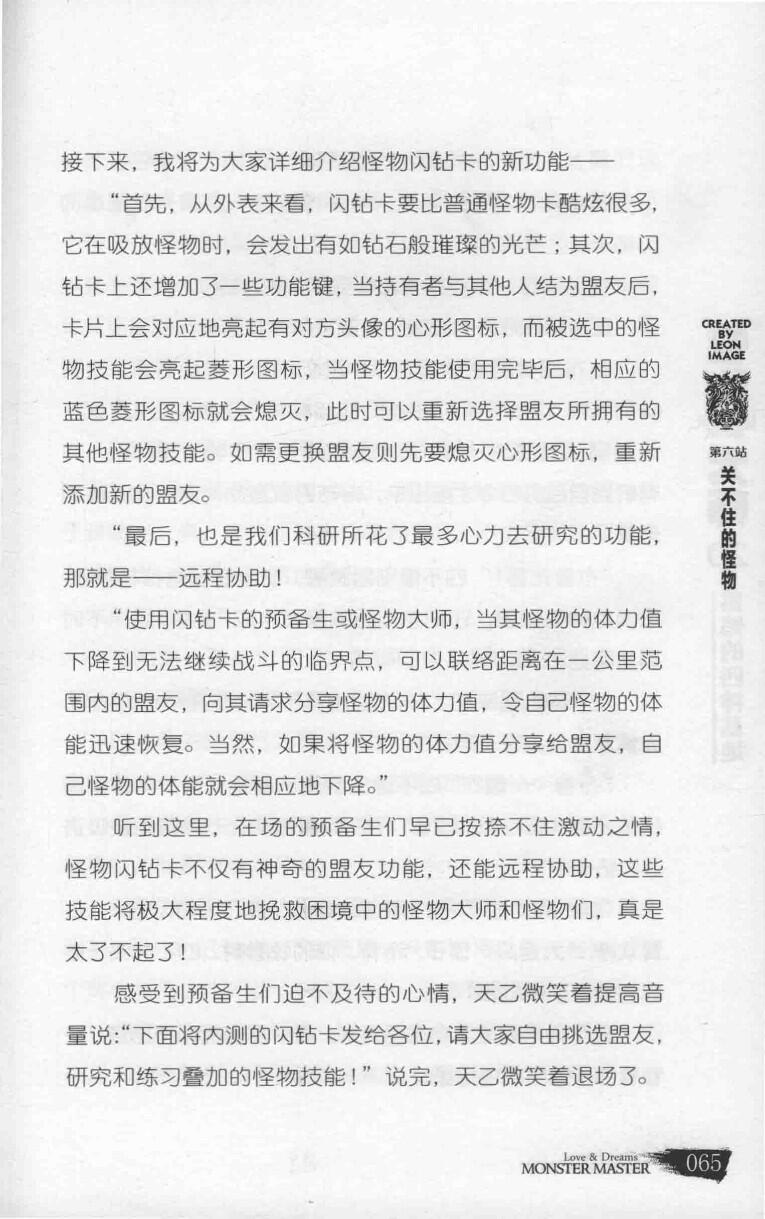 接下来，我将为大家详细介绍怪物闪钻卡的新功能——
“首先，从外表来看，闪钻卡要比普通怪物卡酷炫很多，
它在吸放怪物时，会发出有如钻石般璀璨的光芒；其次，闪
钻卡上还增加了一些功能键，当持有者与其他人结为盟友后，
卡片上会对应地亮起有对方头像的心形图标，而被选中的怪
物技能会亮起菱形图标，当怪物技能使用完毕后，相应的
蓝色菱形图标就会熄灭，此时可以重新选择盟友所拥有的
其他怪物技能。如需更换盟友则先要熄灭心形图标，重新
添加新的盟友。
“最后，也是我们科研所花了最多心力去研究的功能，
那就是——远程协助！
“使用闪钻卡的预备生或怪物大师，当其怪物的体力值
下降到无法继续战斗的临界点，可以联络距离在一公里范
围内的盟友，向其请求分享怪物的体力值，令自己怪物的体
能迅速恢复。当然，如果将怪物的体力值分享给盟友，自
己怪物的体能就会相应地下降。”
听到这里，在场的预备生们早已按捺不住激动之情，
怪物闪钻卡不仅有神奇的盟友功能，还能远程协助，这些
技能将极大程度地挽救困境中的怪物大师和怪物们，真是
太了不起了！
感受到预备生们迫不及待的心情，天乙微笑着提高音
量说：“下面将内测的闪钻卡发给各位，请大家自由挑选盟友，
研究和练习叠加的怪物技能！”说完，天乙微笑着退场了。
CREATED
BY
LEON
IMAGE
第六站
关不住的怪物
Love & Dreams
MONSTER MASTER
065